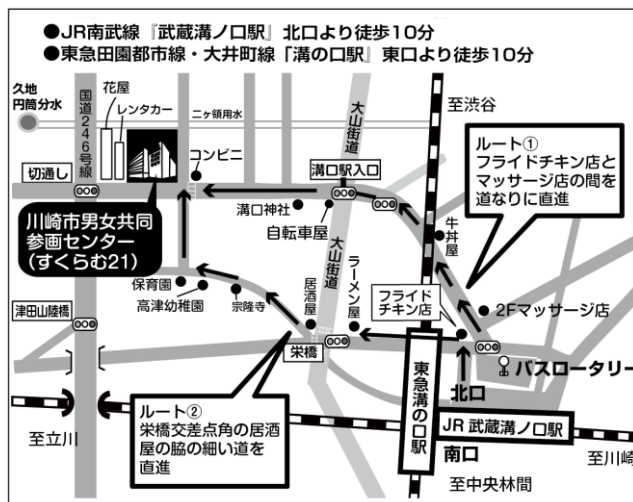 ●JR南武線『武蔵溝ノ口駅』北口より徒歩10分
●東急田園都市線・大井町線「溝の口駅」東口より徒歩10分
久地
円筒分水
国道246号線
花屋
レンタカー
二ヶ領用水
コンビニ
大山街道
至渋谷
ルート①
フライドチキン店と
マッサージ店の間を
道なりに直進
切通し
溝口駅入口
溝口神社
自転車屋
牛丼屋
川崎市男女共同
参画センター
(すくらむ21)
大山街道
保育園
高津幼稚園
宗隆寺
居酒屋
ラーメン屋
フライド
チキン店
2Fマッサージ店
津田山陸橋
栄橋
バスロータリー
北口
東急溝の口駅
ルート②
栄橋交差点角の居酒
屋の脇の細い道を
直進
JR 武蔵溝ノ口駅
南口
至立川
至川崎
至中央林間